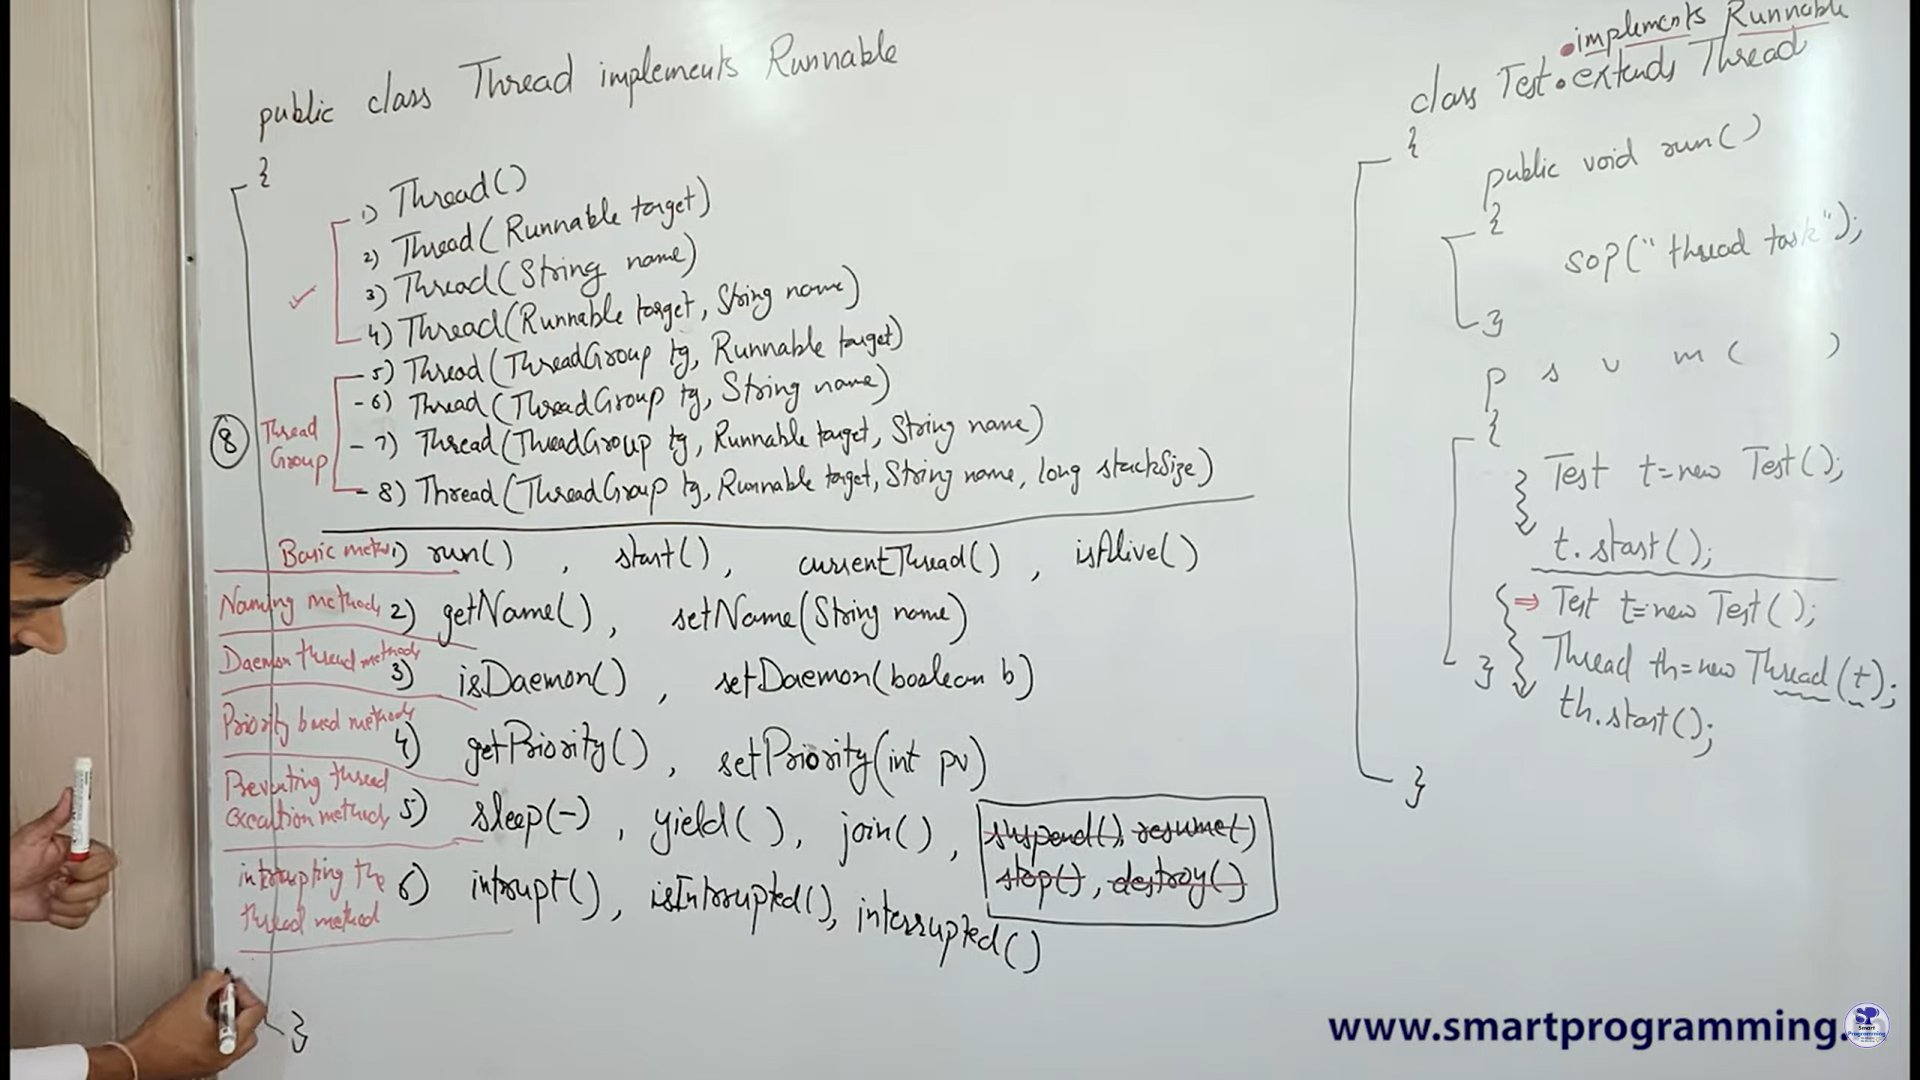 public class Thread implements Runnable
{
1) Thread()
2) Thread(Runnable target)
3) Thread(String name)
4) Thread(Runnable target, String name)
5) Thread(ThreadGroup tg, Runnable target)
- 6) Thread(ThreadGroup tg, String name)
- 7) Thread(ThreadGroup tg, Runnable target, String name)
- 8) Thread(ThreadGroup tg, Runnable target, String name, long stackSize)
8
Thread
Group
Basic 1) run() , start() , currentThread() , isAlive()
Naming methods 2) getName() , setName(String name)
Daemon thread methods 3) isDaemon() , setDaemon(boolean b)
Priority based methods 4) getPriority() , setPriority(int pv)
Preventing thread
execution methods 5) sleep(-) , yield() , join() , suspend(), resume()
stop(), destroy()
interrupting the
thread method 6) intrupt() , isIntrrupted(), interrupted()
}
implements Runnable
class Test extends Thread
{
public void run()
{
sop("thread task");
}
p s v m ( )
{
Test t=new Test();
t.start();
⇒ Test t=new Test();
Thread th=new Thread(t);
th.start();
}
}
www.smartprogramming.
SP
Smart
Programming